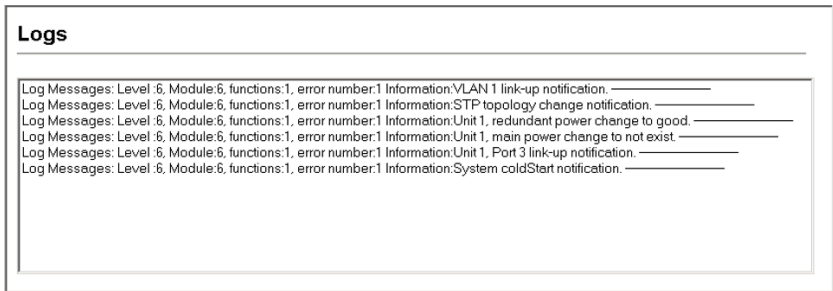 Logs
Log Messages: Level :6, Module:6, functions:1, error number:1 Information:VLAN 1 link-up notification.
Log Messages: Level :6, Module:6, functions:1, error number:1 Information:STP topology change notification.
Log Messages: Level :6, Module:6, functions:1, error number:1 Information:Unit 1, redundant power change to good.
Log Messages: Level :6, Module:6, functions:1, error number:1 Information:Unit 1, main power change to not exist.
Log Messages: Level :6, Module:6, functions:1, error number:1 Information:Unit 1, Port 3 link-up notification.
Log Messages: Level :6, Module:6, functions:1, error number:1 Information:System coldStart notification.